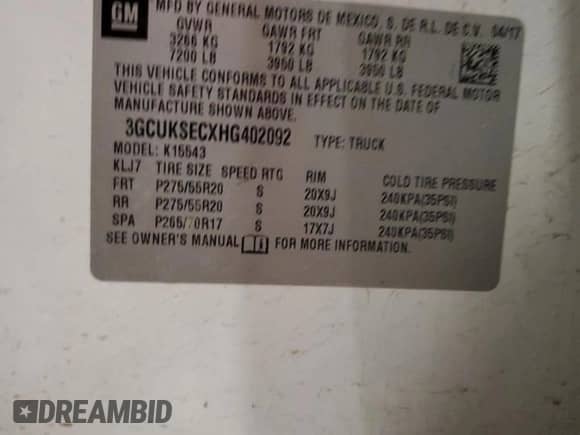 GM
MFD BY GENERAL MOTORS DE MEXICO, S. DE R.L. DE C.V. 04/17
GVWR GAWR FRT GAWR RR
3266 KG 1792 KG 1792 KG
7200 LB 3950 LB 3950 LB
THIS VEHICLE CONFORMS TO ALL APPLICABLE U.S. FEDERAL MOTOR
VEHICLE SAFETY STANDARDS IN EFFECT ON THE DATE OF
MANUFACTURE SHOWN ABOVE.
3GCUKSECXHG402092 TYPE: TRUCK
MODEL: K15543
KLJ7 TIRE SIZE SPEED RTG RIM COLD TIRE PRESSURE
FRT P275/55R20 S 20X9J 240KPA(35PSI)
RR P275/55R20 S 20X9J 240KPA(35PSI)
SPA P265/70R17 S 17X7J 240KPA(35PSI)
SEE OWNER'S MANUAL FOR MORE INFORMATION.
DREAMBID